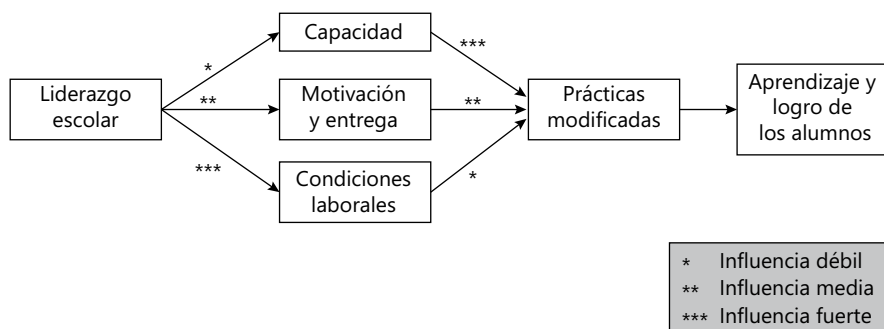 Capacidad
***
*
Liderazgo
escolar
**
Motivación
y entrega
**
Prácticas
modificadas
Aprendizaje y
logro de
los alumnos
***
Condiciones
laborales
*
* Influencia débil
** Influencia media
*** Influencia fuerte